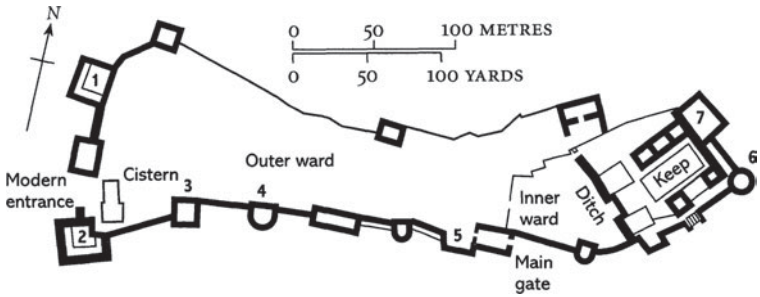 N
0 50 100 METRES
0 50 100 YARDS
1
7
6
Modern
entrance
Cistern
Outer ward
Keep
3
4
Ditch
Inner
ward
2
5
Main
gate